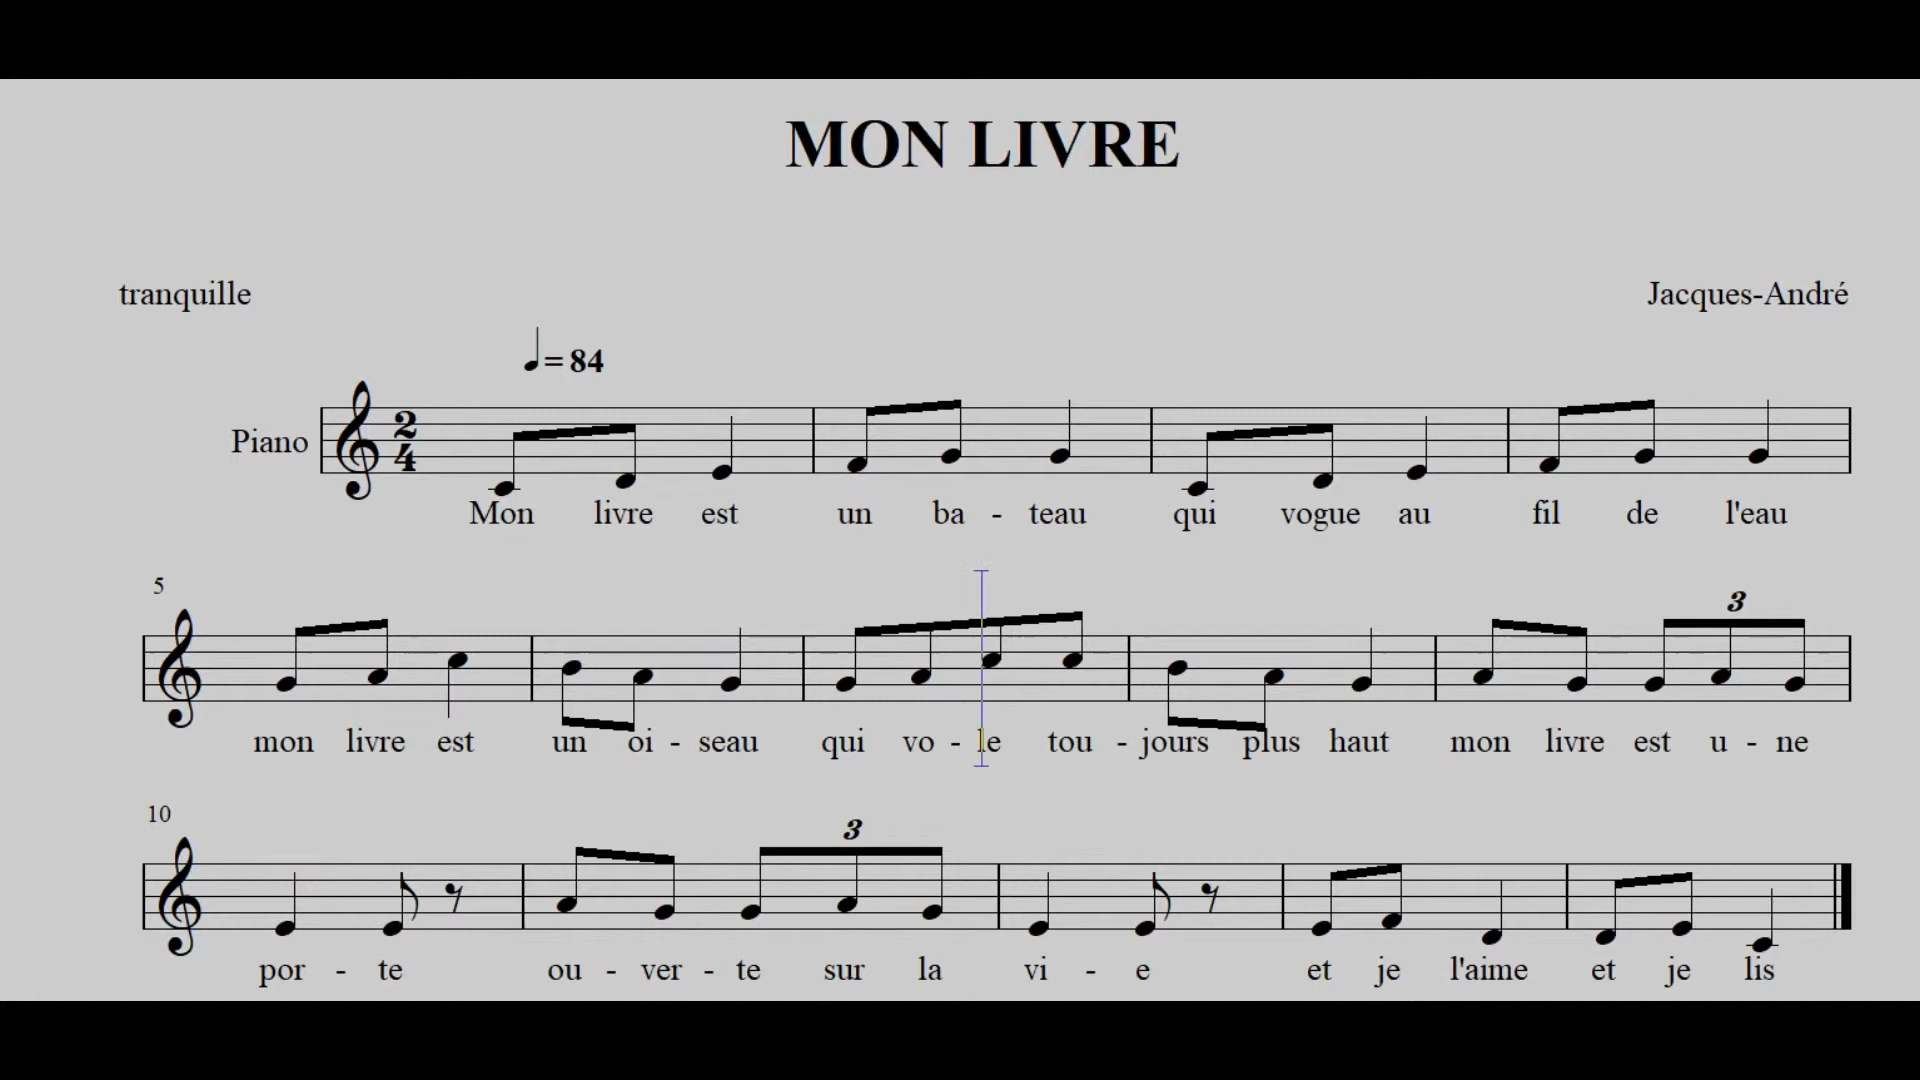 MON LIVRE
tranquille
Jacques-André
= 84
Piano
2
4
Mon livre est un ba - teau qui vogue au fil de l'eau
5
3
mon livre est un oi - seau qui vo - le tou - jours plus haut mon livre est u - ne
10
3
por - te ou - ver - te sur la vi - e et je l'aime et je lis